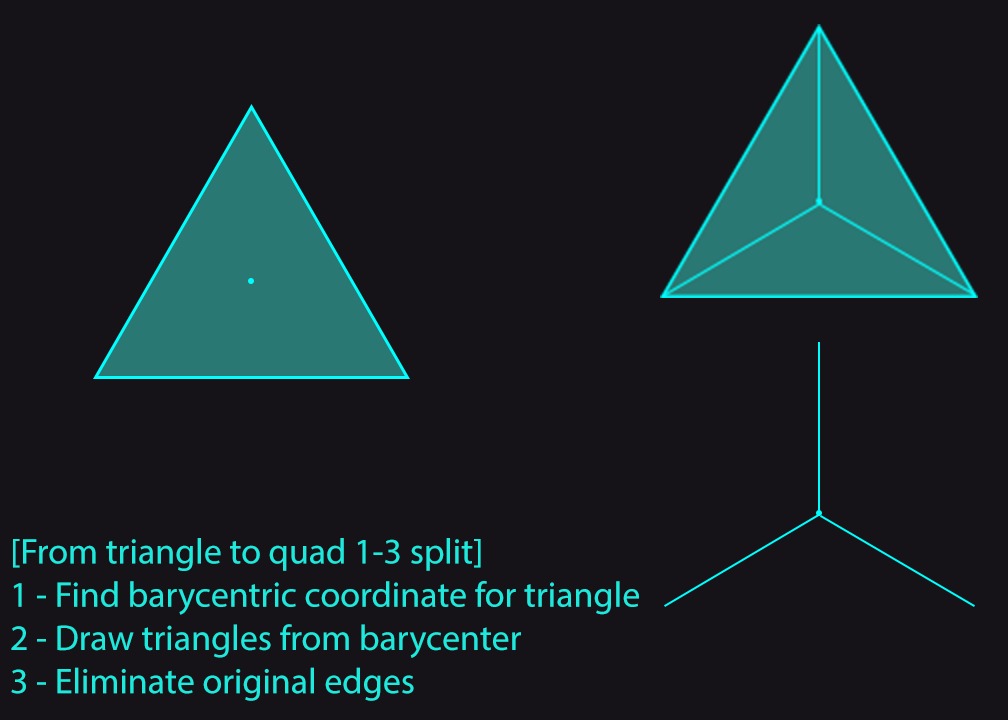 [From triangle to quad 1-3 split]
1 - Find barycentric coordinate for triangle
2 - Draw triangles from barycenter
3 - Eliminate original edges